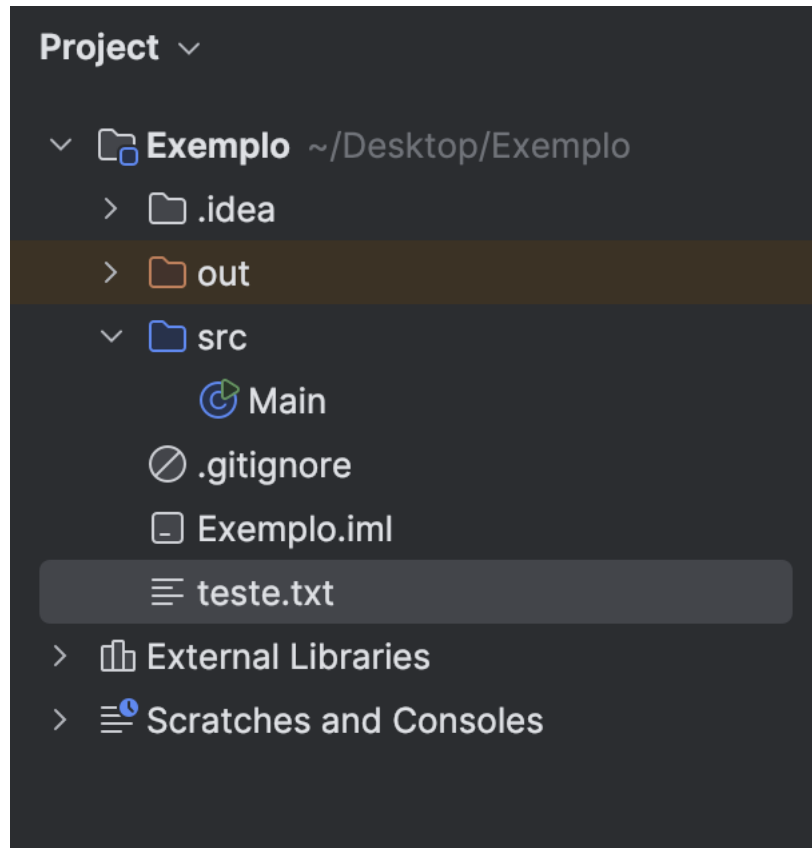 Project
Exemplo ~/Desktop/Exemplo
.idea
out
src
Main
.gitignore
Exemplo.iml
teste.txt
External Libraries
Scratches and Consoles